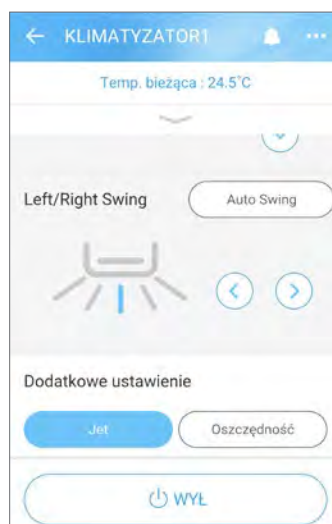 KLIMATYZATOR1
Temp. bieżąca : 24.5°C
Left/Right Swing
Auto Swing
Dodatkowe ustawienie
Jet
Oszczędność
WYŁ